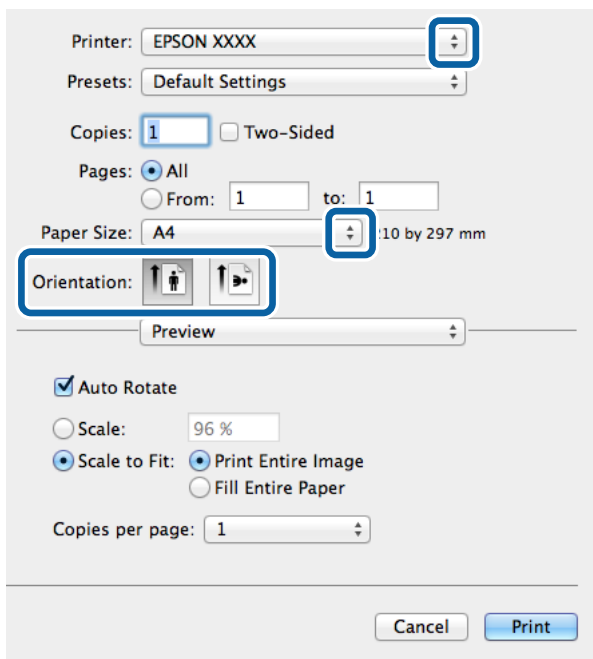 Printer: EPSON XXXX
Presets: Default Settings
Copies: 1 Two-Sided
Pages: All
From: 1 to: 1
Paper Size: A4 210 by 297 mm
Orientation:
Preview
Auto Rotate
Scale: 96 %
Scale to Fit: Print Entire Image
Fill Entire Paper
Copies per page: 1
Cancel Print